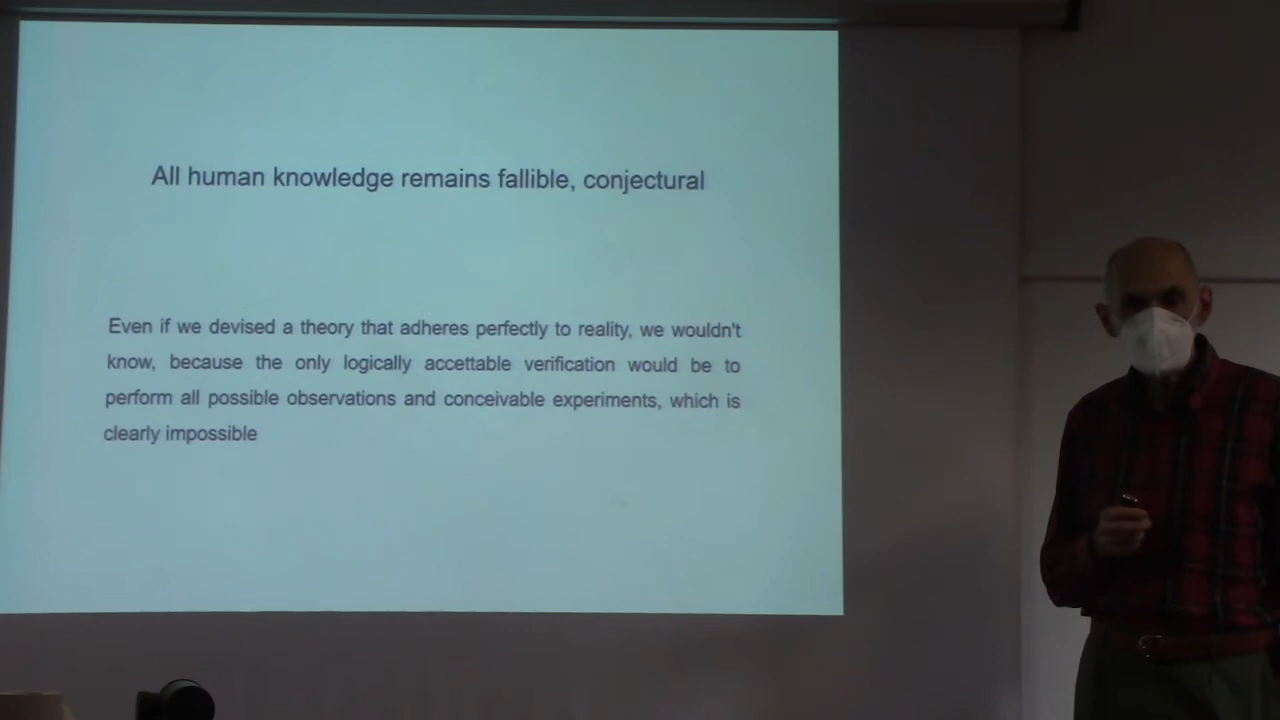 All human knowledge remains fallible, conjectural
Even if we devised a theory that adheres perfectly to reality, we wouldn't
know, because the only logically accettable verification would be to
perform all possible observations and conceivable experiments, which is
clearly impossible